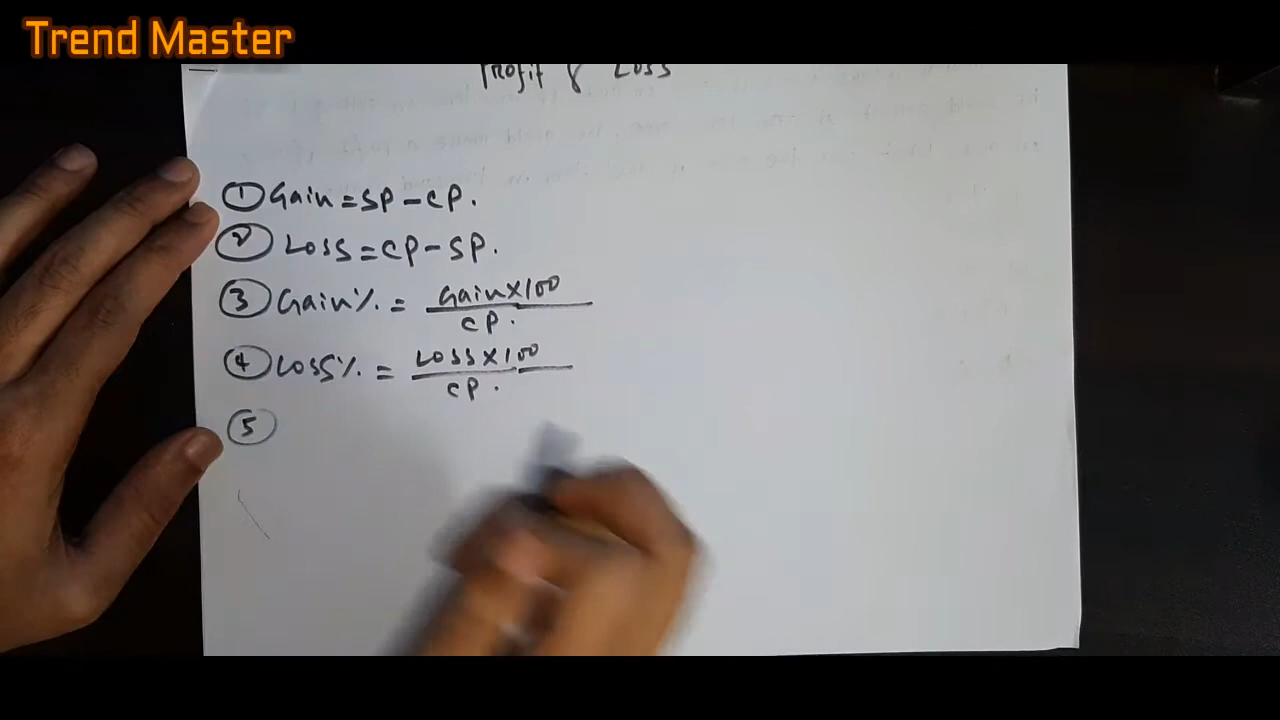 Trend Master
Profit & Loss
① Gain = SP - CP.
② Loss = CP - SP.
③ Gain% = Gain×100
CP.
④ Loss% = Loss×100
CP.
⑤